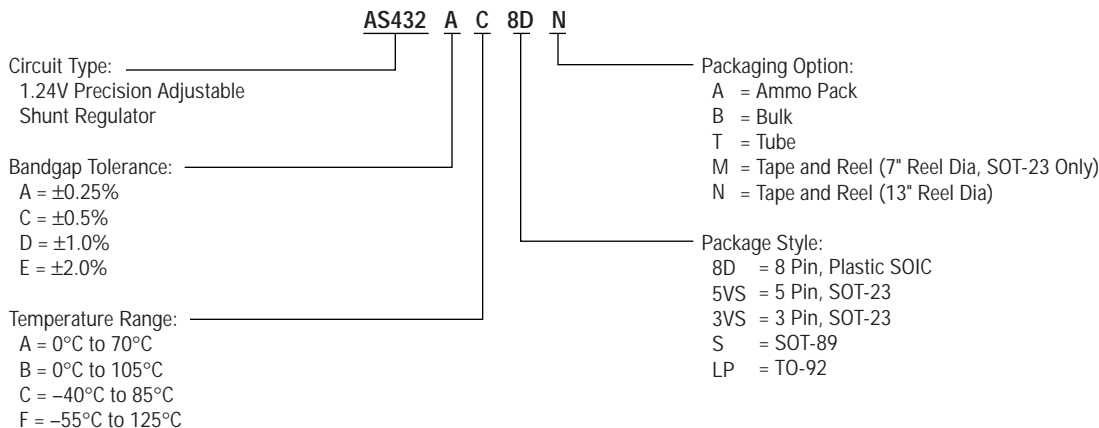 AS432 A C 8D N
Circuit Type:
1.24V Precision Adjustable
Shunt Regulator
Bandgap Tolerance:
A = ±0.25%
C = ±0.5%
D = ±1.0%
E = ±2.0%
Temperature Range:
A = 0°C to 70°C
B = 0°C to 105°C
C = –40°C to 85°C
F = –55°C to 125°C
Packaging Option:
A = Ammo Pack
B = Bulk
T = Tube
M = Tape and Reel (7" Reel Dia, SOT-23 Only)
N = Tape and Reel (13" Reel Dia)
Package Style:
8D = 8 Pin, Plastic SOIC
5VS = 5 Pin, SOT-23
3VS = 3 Pin, SOT-23
S = SOT-89
LP = TO-92